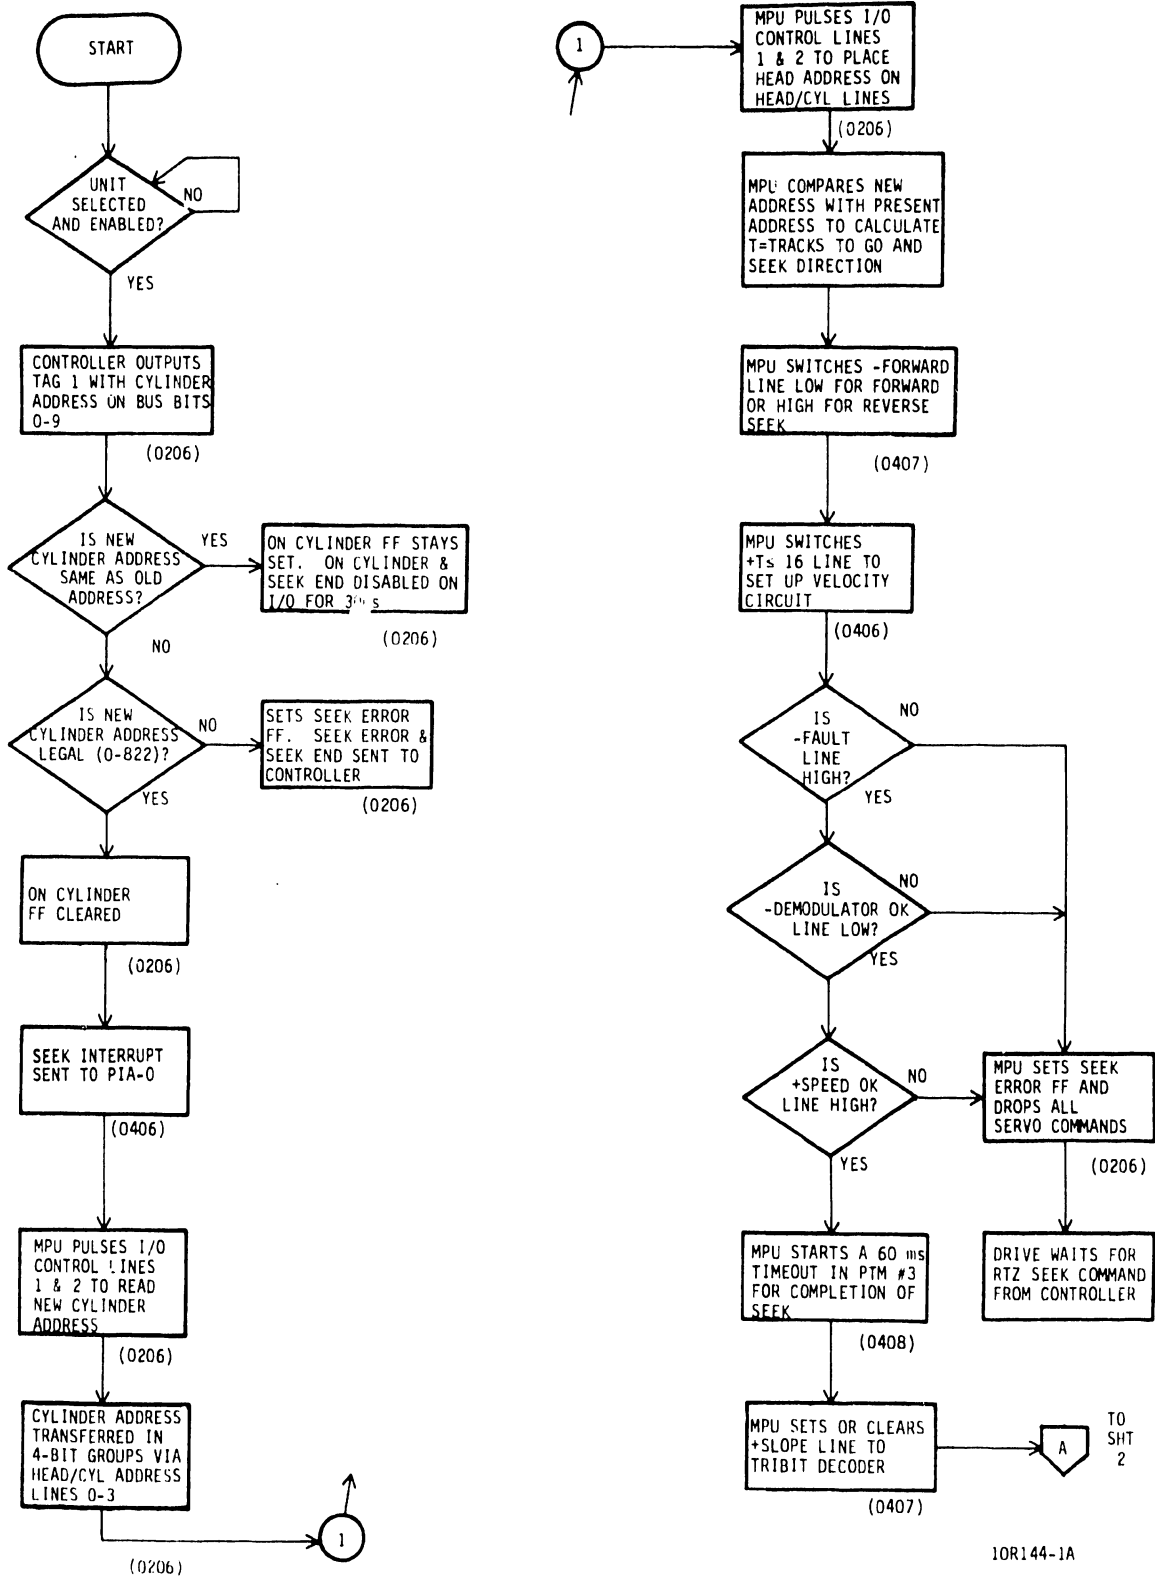 START
UNIT
SELECTED
AND ENABLED?
NO
YES
CONTROLLER OUTPUTS
TAG 1 WITH CYLINDER
ADDRESS ON BUS BITS
0-9
(0206)
IS NEW
CYLINDER ADDRESS
SAME AS OLD
ADDRESS?
YES
ON CYLINDER FF STAYS
SET. ON CYLINDER &
SEEK END DISABLED ON
I/O FOR
(0206)
NO
IS NEW
CYLINDER ADDRESS
LEGAL (0-822)?
NO
SETS SEEK ERROR
FF. SEEK ERROR &
SEEK END SENT TO
CONTROLLER
(0206)
YES
ON CYLINDER
FF CLEARED
(0206)
SEEK INTERRUPT
SENT TO PIA-0
(0406)
MPU PULSES I/O
CONTROL LINES
1 & 2 TO READ
NEW CYLINDER
ADDRESS
(0206)
CYLINDER ADDRESS
TRANSFERRED IN
4-BIT GROUPS VIA
HEAD/CYL ADDRESS
LINES 0-3
(0206)
1
1
MPU PULSES I/O
CONTROL LINES
1 & 2 TO PLACE
HEAD ADDRESS ON
HEAD/CYL LINES
(0206)
MPU COMPARES NEW
ADDRESS WITH PRESENT
ADDRESS TO CALCULATE
T=TRACKS TO GO AND
SEEK DIRECTION
MPU SWITCHES -FORWARD
LINE LOW FOR FORWARD
OR HIGH FOR REVERSE
SEEK
(0407)
MPU SWITCHES
+T≤ 16 LINE TO
SET UP VELOCITY
CIRCUIT
(0406)
IS
-FAULT
LINE
HIGH?
NO
YES
IS
-DEMODULATOR OK
LINE LOW?
NO
YES
IS
+SPEED OK
LINE HIGH?
NO
YES
MPU SETS SEEK
ERROR FF AND
DROPS ALL
SERVO COMMANDS
(0206)
DRIVE WAITS FOR
RTZ SEEK COMMAND
FROM CONTROLLER
MPU STARTS A 60 ms
TIMEOUT IN PTM #3
FOR COMPLETION OF
SEEK
(0408)
MPU SETS OR CLEARS
+SLOPE LINE TO
TRIBIT DECODER
(0407)
A
TO
SHT
2
10R144-1A